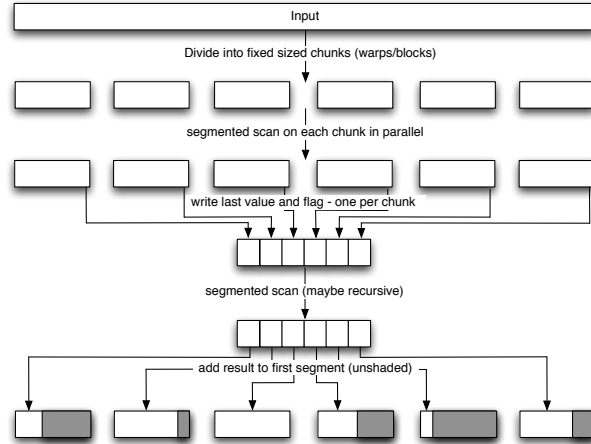 Input
Divide into fixed sized chunks (warps/blocks)
segmented scan on each chunk in parallel
write last value and flag - one per chunk
segmented scan (maybe recursive)
add result to first segment (unshaded)